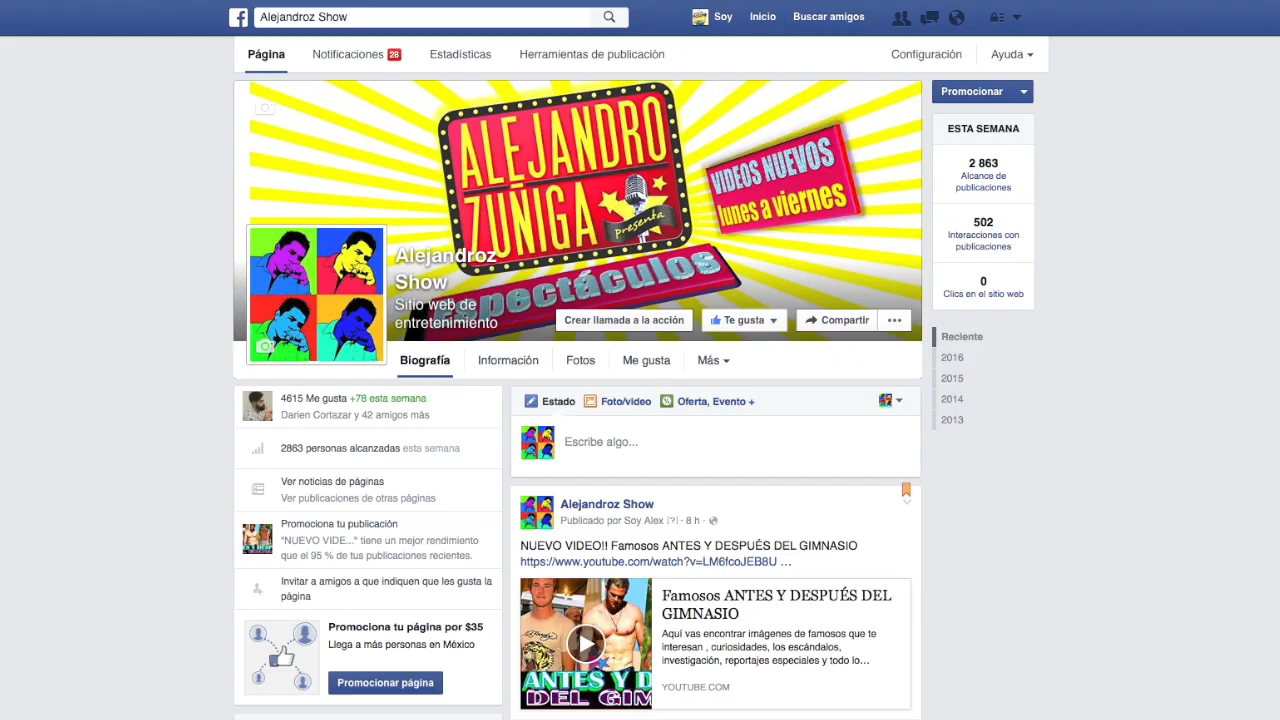 Alejandroz Show
Soy
Inicio
Buscar amigos
Página
Notificaciones 28
Estadísticas
Herramientas de publicación
Configuración
Ayuda
ALEJANDRO
ZUÑIGA
presenta
Espectáculos
VIDEOS NUEVOS
lunes a viernes
Alejandroz
Show
Sitio web de
entretenimiento
Crear llamada a la acción
Te gusta
Compartir
Promocionar
ESTA SEMANA
2 863
Alcance de
publicaciones
502
Interacciones con
publicaciones
0
Clics en el sitio web
Reciente
2016
2015
2014
2013
Biografía
Información
Fotos
Me gusta
Más
4615 Me gusta +78 esta semana
Darien Cortazar y 42 amigos más
2863 personas alcanzadas esta semana
Ver noticias de páginas
Ver publicaciones de otras páginas
Promociona tu publicación
"NUEVO VIDE..." tiene un mejor rendimiento
que el 95 % de tus publicaciones recientes.
Invitar a amigos a que indiquen que les gusta la
página
Promociona tu página por $35
Llega a más personas en México
Promocionar página
Estado
Foto/video
Oferta, Evento +
Escribe algo...
Alejandroz Show
Publicado por Soy Alex [?] · 8 h ·
NUEVO VIDEO!! Famosos ANTES Y DESPUÉS DEL GIMNASIO
https://www.youtube.com/watch?v=LM6fcoJEB8U ...
ANTES Y D
DEL GIM
Famosos ANTES Y DESPUÉS DEL
GIMNASIO
Aquí vas encontrar imágenes de famosos que te
interesan , curiosidades, los escándalos,
investigación, reportajes especiales y todo lo...
YOUTUBE.COM